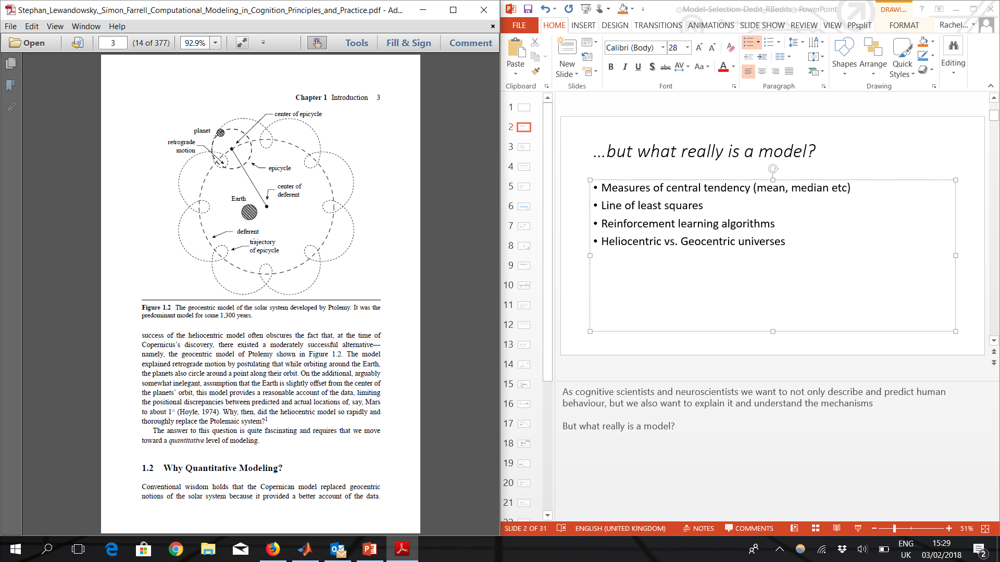 Stephan_Lewandowsky,_Simon_Farrell_Computational_Modeling_in_Cognition_Principles_and_Practice.pdf - Ad...
File Edit View Window Help
Open 3 (14 of 377) 92.9% Tools Fill & Sign Comment
Chapter 1 Introduction 3
center of epicycle
planet
retrograde
motion
epicycle
center of
deferent
Earth
deferent
trajectory
of epicycle
Figure 1.2 The geocentric model of the solar system developed by Ptolemy. It was the
predominant model for some 1,300 years.
success of the heliocentric model often obscures the fact that, at the time of
Copernicus's discovery, there existed a moderately successful alternative—
namely, the geocentric model of Ptolemy shown in Figure 1.2. The model
explained retrograde motion by postulating that while orbiting around the Earth,
the planets also circle around a point along their orbit. On the additional, arguably
somewhat inelegant, assumption that the Earth is slightly offset from the center of
the planets' orbit, this model provides a reasonable account of the data, limiting
the positional discrepancies between predicted and actual locations of, say, Mars
to about 1° (Hoyle, 1974). Why, then, did the heliocentric model so rapidly and
thoroughly replace the Ptolemaic system?1
The answer to this question is quite fascinating and requires that we move
toward a quantitative level of modeling.
1.2 Why Quantitative Modeling?
Conventional wisdom holds that the Copernican model replaced geocentric
notions of the solar system because it provided a better account of the data.
Model-Selection-Dedit_RBedits - PowerPoint
DRAWI...
FILE HOME INSERT DESIGN TRANSITIONS ANIMATIONS SLIDE SHOW REVIEW VIEW PPspliT FORMAT Rachel...
Calibri (Body) 28
Paste New Slide Shapes Arrange Quick Styles Editing
B I U S abc AV Aa A
Clipboard Slides Font Paragraph Drawing
1
2
3
4
5
6
7
8
9
10
11
12
13
14
15
16
17
18
19
20
21
22
...but what really is a model?
• Measures of central tendency (mean, median etc)
• Line of least squares
• Reinforcement learning algorithms
• Heliocentric vs. Geocentric universes
As cognitive scientists and neuroscientists we want to not only describe and predict human
behaviour, but we also want to explain it and understand the mechanisms
But what really is a model?
SLIDE 2 OF 31 ENGLISH (UNITED KINGDOM) NOTES COMMENTS 51%
ENG
UK
15:29
03/02/2018
2